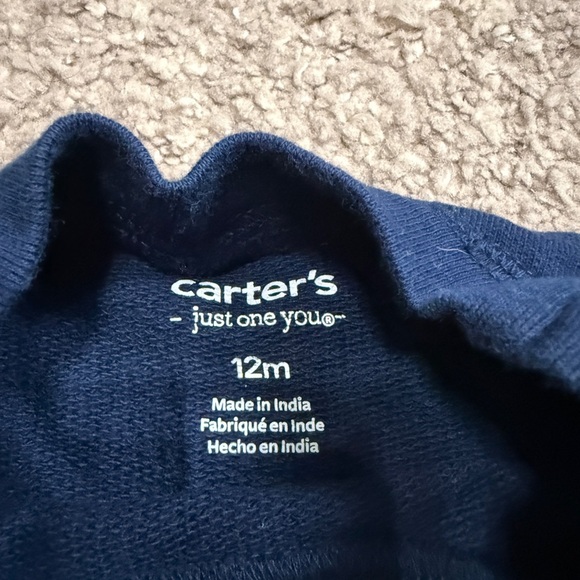 carter's
- just one you®~
12m
Made in India
Fabriqué en Inde
Hecho en India